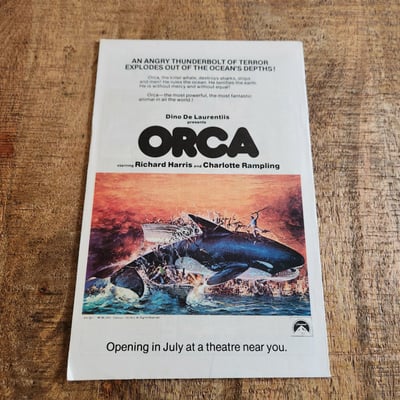 AN ANGRY THUNDERBOLT OF TERROR
EXPLODES OUT OF THE OCEAN'S DEPTHS!
Orca, the killer whale, destroys sharks, ships
and men! He rules the ocean. He terrifies the earth.
He is without mercy and without equal!
Orca—the most powerful, the most fantastic
animal in all the world!
Dino De Laurentiis
presents
ORCA
starring Richard Harris and Charlotte Rampling
Opening in July at a theatre near you.